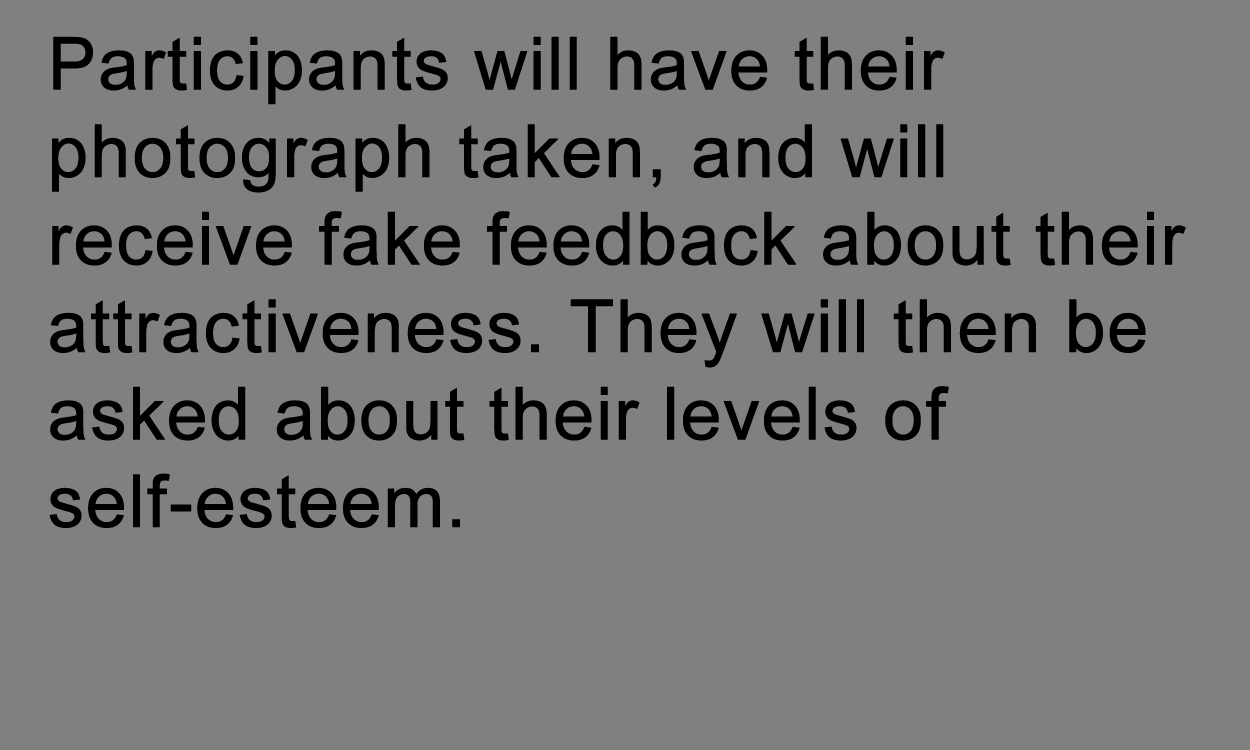 Participants will have their
photograph taken, and will
receive fake feedback about their
attractiveness. They will then be
asked about their levels of
self-esteem.